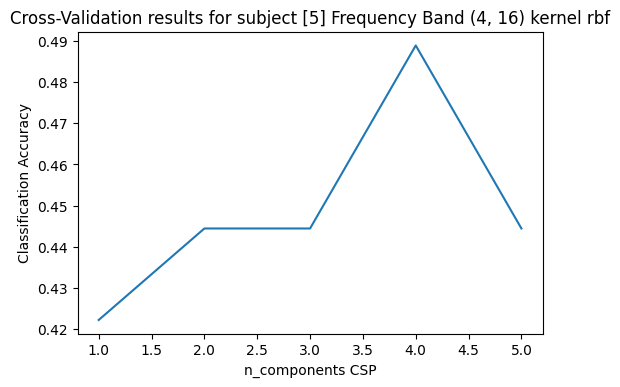 Cross-Validation results for subject [5] Frequency Band (4, 16) kernel rbf
0.49
0.48
0.47
0.46
0.45
0.44
0.43
0.42
Classification Accuracy
1.0 1.5 2.0 2.5 3.0 3.5 4.0 4.5 5.0
n_components CSP